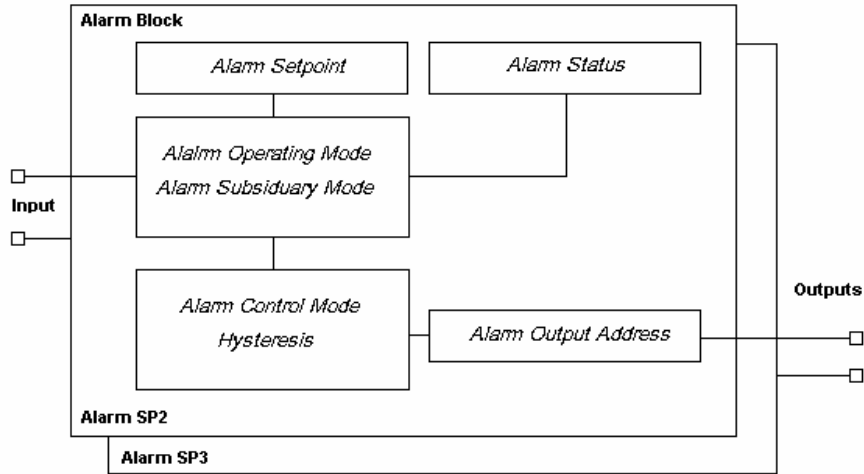 Alarm Block
Alarm Setpoint
Alarm Status
Alalrm Operating Mode
Alarm Subsiduary Mode
Input
Alarm Control Mode
Hysteresis
Outputs
Alarm Output Address
Alarm SP2
Alarm SP3